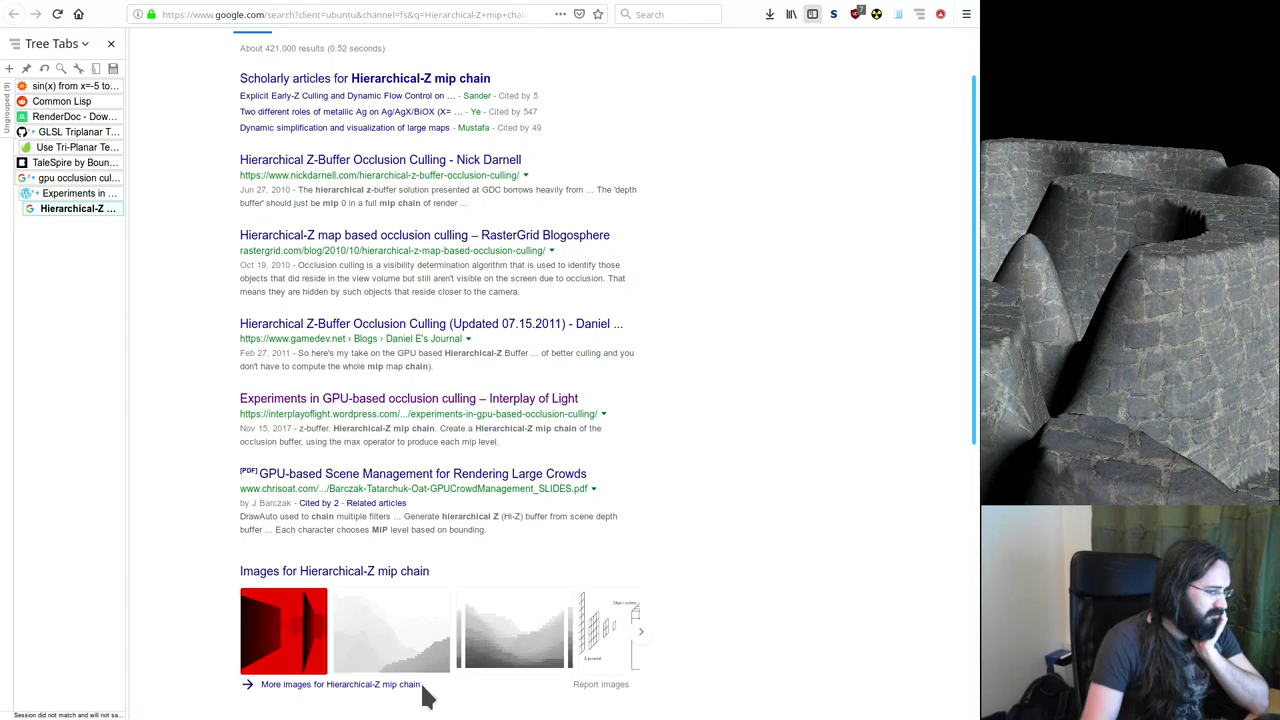 https://www.google.com/search?client=ubuntu&channel=fs&q=Hierarchical-Z+mip+chai
Search
7
Tree Tabs
About 421,000 results (0.52 seconds)
Ungrouped (9)
sin(x) from x=-5 to...
Common Lisp
RenderDoc - Dow...
GLSL Triplanar T...
Use Tri-Planar Te...
TaleSpire by Boun...
gpu occlusion cul...
Experiments in ...
Hierarchical-Z ...
Scholarly articles for Hierarchical-Z mip chain
Explicit Early-Z Culling and Dynamic Flow Control on ... - Sander - Cited by 5
Two different roles of metallic Ag on Ag/AgX/BiOX (X= ... - Ye - Cited by 547
Dynamic simplification and visualization of large maps - Mustafa - Cited by 49
Hierarchical Z-Buffer Occlusion Culling - Nick Darnell
https://www.nickdarnell.com/hierarchical-z-buffer-occlusion-culling/
Jun 27, 2010 - The hierarchical z-buffer solution presented at GDC borrows heavily from ... The 'depth
buffer' should just be mip 0 in a full mip chain of render ...
Hierarchical-Z map based occlusion culling – RasterGrid Blogosphere
rastergrid.com/blog/2010/10/hierarchical-z-map-based-occlusion-culling/
Oct 19, 2010 - Occlusion culling is a visibility determination algorithm that is used to identify those
objects that did reside in the view volume but still aren't visible on the screen due to occlusion. That
means they are hidden by such objects that reside closer to the camera.
Hierarchical Z-Buffer Occlusion Culling (Updated 07.15.2011) - Daniel ...
https://www.gamedev.net › Blogs › Daniel E's Journal
Feb 27, 2011 - So here's my take on the GPU based Hierarchical-Z Buffer ... of better culling and you
don't have to compute the whole mip map chain).
Experiments in GPU-based occlusion culling – Interplay of Light
https://interplayoflight.wordpress.com/.../experiments-in-gpu-based-occlusion-culling/
Nov 15, 2017 - z-buffer. Hierarchical-Z mip chain. Create a Hierarchical-Z mip chain of the
occlusion buffer, using the max operator to produce each mip level.
[PDF] GPU-based Scene Management for Rendering Large Crowds
www.chrisoat.com/.../Barczak-Tatarchuk-Oat-GPUCrowdManagement_SLIDES.pdf
by J Barczak - Cited by 2 - Related articles
DrawAuto used to chain multiple filters ... Generate hierarchical Z (Hi-Z) buffer from scene depth
buffer ... Each character chooses MIP level based on bounding.
Images for Hierarchical-Z mip chain
Z pyramid
More images for Hierarchical-Z mip chain
Report images
Session did not match and will not sa...